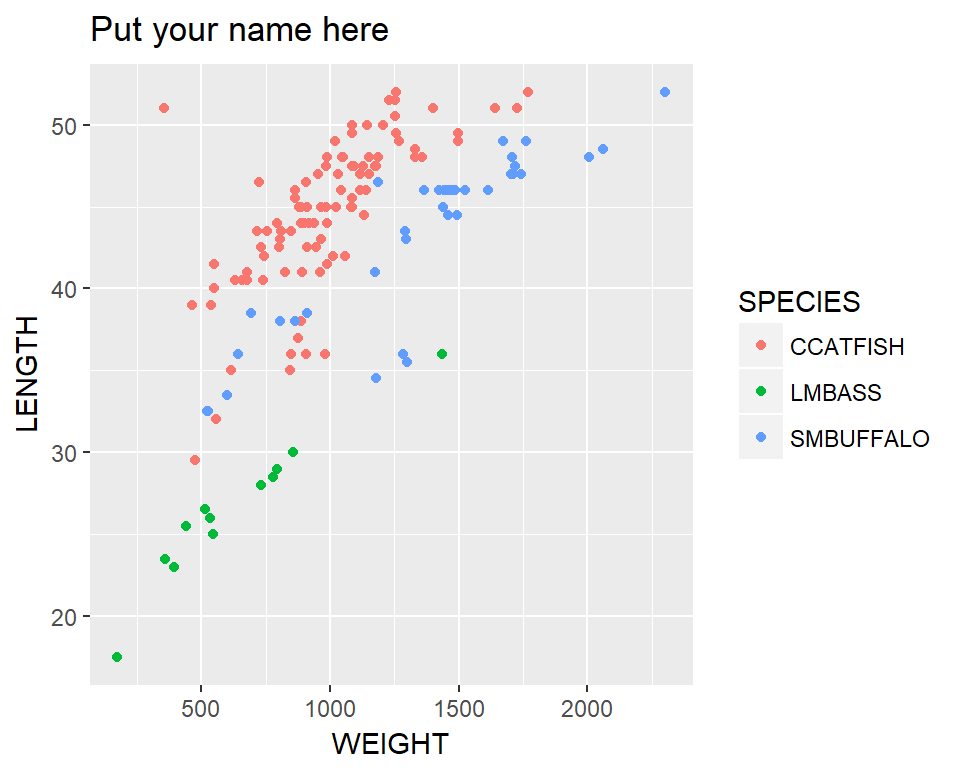 Put your name here
LENGTH
50
40
30
20
500
1000
1500
2000
WEIGHT
SPECIES
CCATFISH
LMBASS
SMBUFFALO